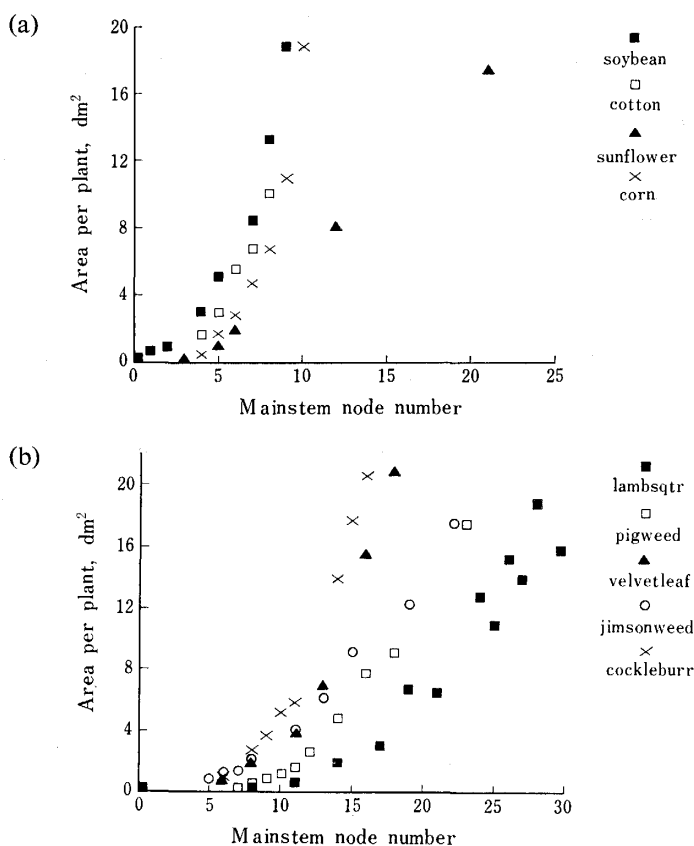 (a)
20
16
12
8
4
0
Area per plant, dm²
0
5
10
15
20
25
Mainstem node number
soybean
cotton
sunflower
corn
(b)
20
16
12
8
4
0
Area per plant, dm²
0
5
10
15
20
25
30
Mainstem node number
lambsqtr
pigweed
velvetleaf
jimsonweed
cockleburr